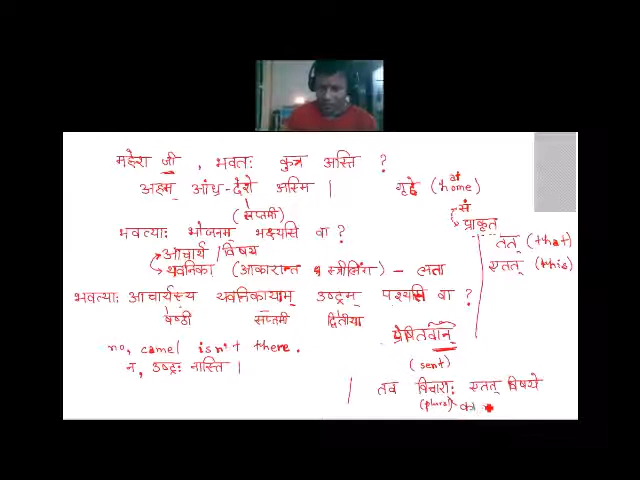 महेश जी , भवतः कुत्र अस्ति ?
अहम् आंध्र-देशे अस्मि | गृहे (at home)
(सप्तमी)
सं
प्राकृत
भवत्याः भोजनम् भक्ष्यसि वा ?
तत् (that)
एतत् (this)
आचार्य / विषय
यवनिका (आकारान्त स्त्रीलिंग) - लता
भवत्याः आचार्यस्य यवनिकायाम् उष्ट्रम् पश्यसि वा ?
षष्ठी सप्तमी द्वितीया
प्रेषितवान्
(sent)
no, camel isn't there.
न, उष्ट्रः नास्ति |
तव विचाराः एतत् विषये
(plural) का